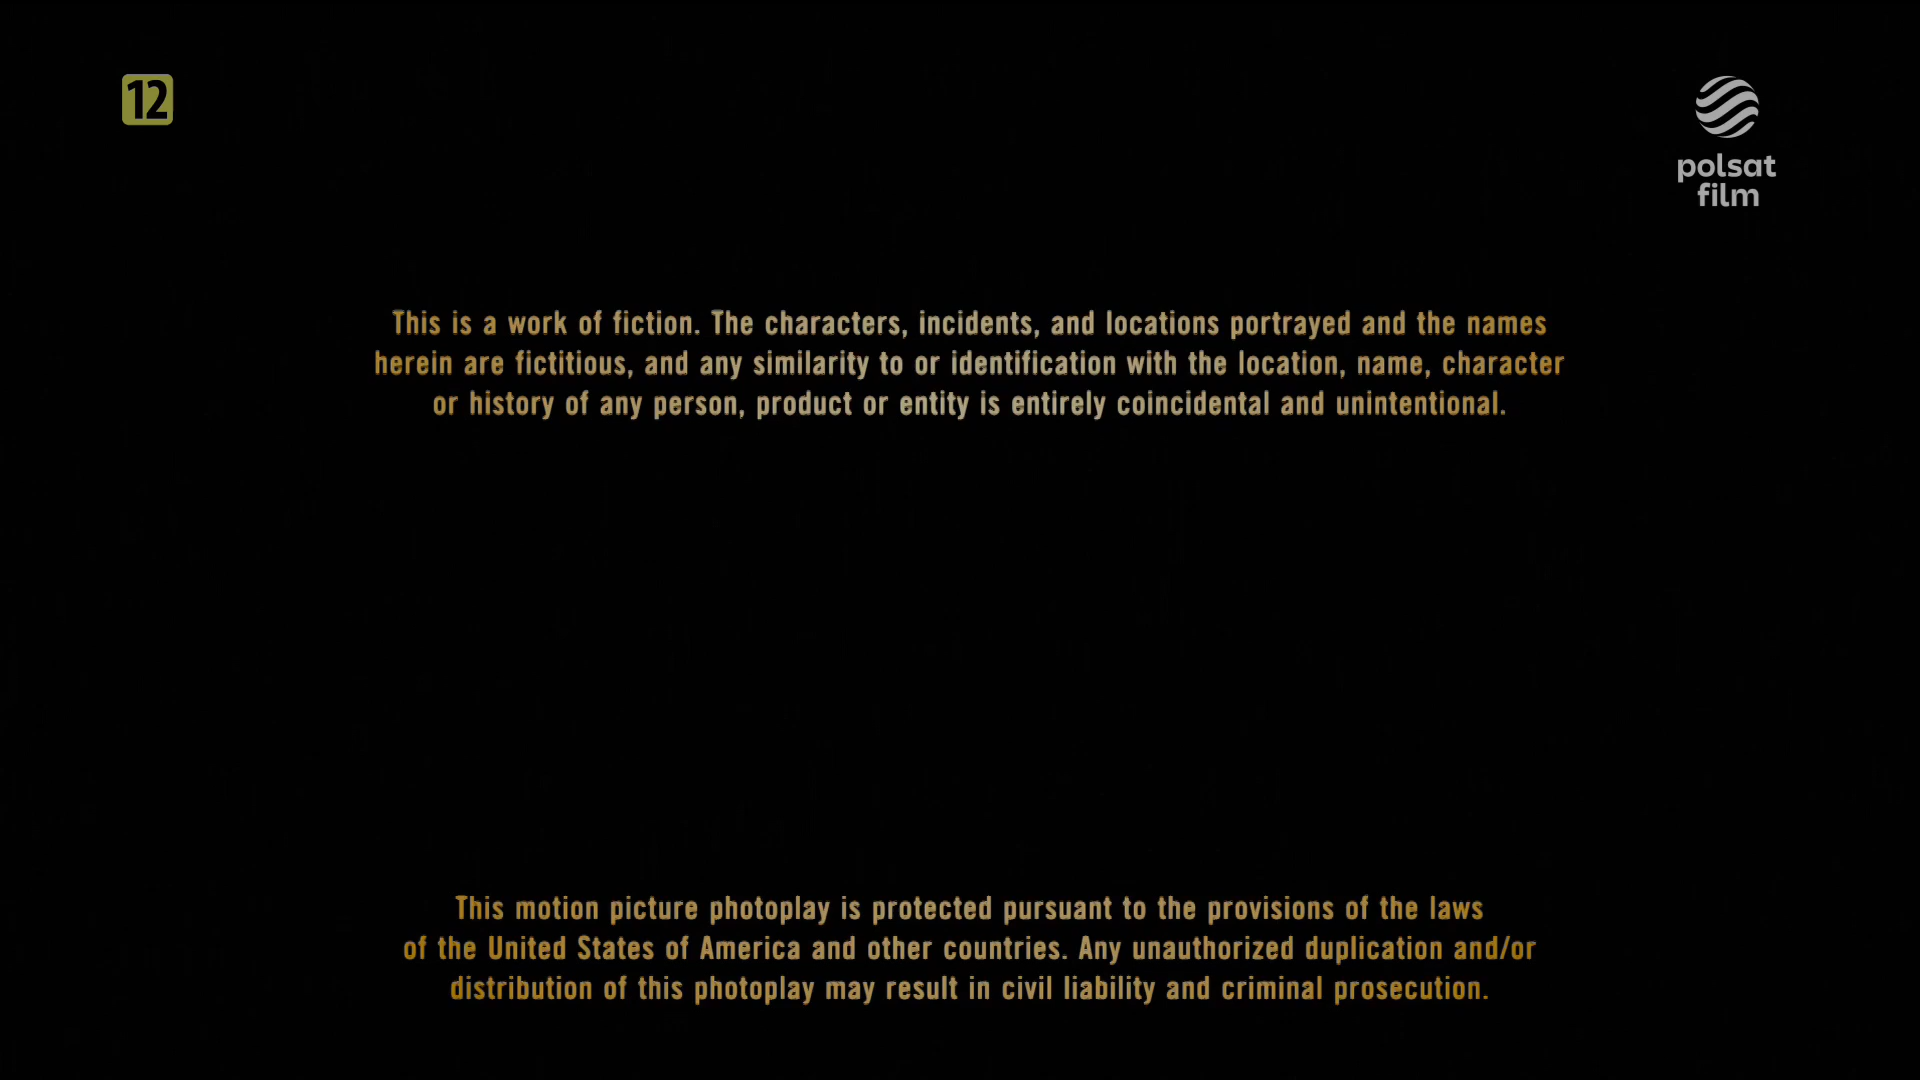 12
polsat
film
This is a work of fiction. The characters, incidents, and locations portrayed and the names
herein are fictitious, and any similarity to or identification with the location, name, character
or history of any person, product or entity is entirely coincidental and unintentional.
This motion picture photoplay is protected pursuant to the provisions of the laws
of the United States of America and other countries. Any unauthorized duplication and/or
distribution of this photoplay may result in civil liability and criminal prosecution.